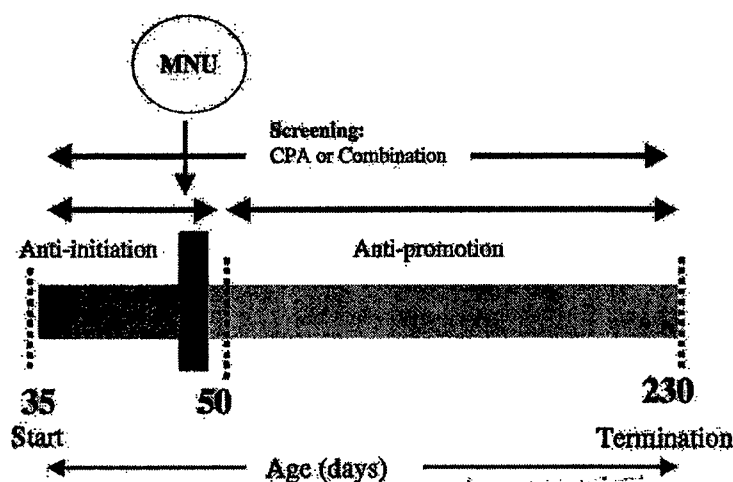 MNU
Screening:
CPA or Combination
Anti-initiation
Anti-promotion
35
50
230
Start
Termination
Age (days)